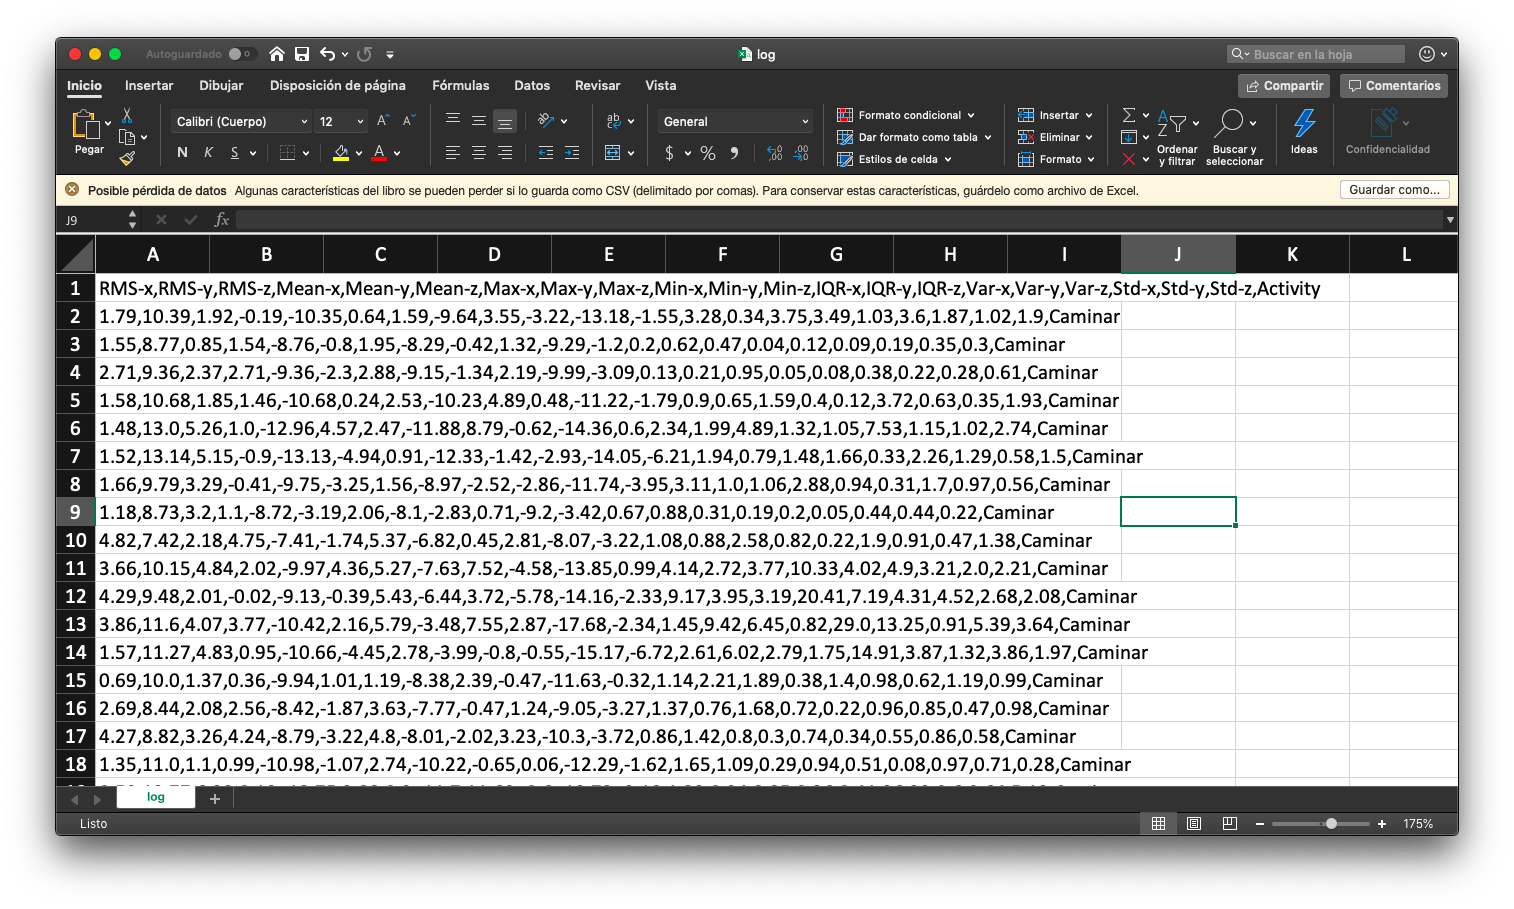 Autoguardado
log
Buscar en la hoja
Inicio Insertar Dibujar Disposición de página Fórmulas Datos Revisar Vista Compartir Comentarios
Pegar
Calibri (Cuerpo) 12
N K S
General
$ %
Formato condicional
Dar formato como tabla
Estilos de celda
Insertar
Eliminar
Formato
Ordenar y filtrar
Buscar y seleccionar
Ideas
Confidencialidad
Posible pérdida de datos Algunas características del libro se pueden perder si lo guarda como CSV (delimitado por comas). Para conservar estas características, guárdelo como archivo de Excel. Guardar como...
J9 fx
A B C D E F G H I J K L
1 RMS-x,RMS-y,RMS-z,Mean-x,Mean-y,Mean-z,Max-x,Max-y,Max-z,Min-x,Min-y,Min-z,IQR-x,IQR-y,IQR-z,Var-x,Var-y,Var-z,Std-x,Std-y,Std-z,Activity
2 1.79,10.39,1.92,-0.19,-10.35,0.64,1.59,-9.64,3.55,-3.22,-13.18,-1.55,3.28,0.34,3.75,3.49,1.03,3.6,1.87,1.02,1.9,Caminar
3 1.55,8.77,0.85,1.54,-8.76,-0.8,1.95,-8.29,-0.42,1.32,-9.29,-1.2,0.2,0.62,0.47,0.04,0.12,0.09,0.19,0.35,0.3,Caminar
4 2.71,9.36,2.37,2.71,-9.36,-2.3,2.88,-9.15,-1.34,2.19,-9.99,-3.09,0.13,0.21,0.95,0.05,0.08,0.38,0.22,0.28,0.61,Caminar
5 1.58,10.68,1.85,1.46,-10.68,0.24,2.53,-10.23,4.89,0.48,-11.22,-1.79,0.9,0.65,1.59,0.4,0.12,3.72,0.63,0.35,1.93,Caminar
6 1.48,13.0,5.26,1.0,-12.96,4.57,2.47,-11.88,8.79,-0.62,-14.36,0.6,2.34,1.99,4.89,1.32,1.05,7.53,1.15,1.02,2.74,Caminar
7 1.52,13.14,5.15,-0.9,-13.13,-4.94,0.91,-12.33,-1.42,-2.93,-14.05,-6.21,1.94,0.79,1.48,1.66,0.33,2.26,1.29,0.58,1.5,Caminar
8 1.66,9.79,3.29,-0.41,-9.75,-3.25,1.56,-8.97,-2.52,-2.86,-11.74,-3.95,3.11,1.0,1.06,2.88,0.94,0.31,1.7,0.97,0.56,Caminar
9 1.18,8.73,3.2,1.1,-8.72,-3.19,2.06,-8.1,-2.83,0.71,-9.2,-3.42,0.67,0.88,0.31,0.19,0.2,0.05,0.44,0.44,0.22,Caminar
10 4.82,7.42,2.18,4.75,-7.41,-1.74,5.37,-6.82,0.45,2.81,-8.07,-3.22,1.08,0.88,2.58,0.82,0.22,1.9,0.91,0.47,1.38,Caminar
11 3.66,10.15,4.84,2.02,-9.97,4.36,5.27,-7.63,7.52,-4.58,-13.85,0.99,4.14,2.72,3.77,10.33,4.02,4.9,3.21,2.0,2.21,Caminar
12 4.29,9.48,2.01,-0.02,-9.13,-0.39,5.43,-6.44,3.72,-5.78,-14.16,-2.33,9.17,3.95,3.19,20.41,7.19,4.31,4.52,2.68,2.08,Caminar
13 3.86,11.6,4.07,3.77,-10.42,2.16,5.79,-3.48,7.55,2.87,-17.68,-2.34,1.45,9.42,6.45,0.82,29.0,13.25,0.91,5.39,3.64,Caminar
14 1.57,11.27,4.83,0.95,-10.66,-4.45,2.78,-3.99,-0.8,-0.55,-15.17,-6.72,2.61,6.02,2.79,1.75,14.91,3.87,1.32,3.86,1.97,Caminar
15 0.69,10.0,1.37,0.36,-9.94,1.01,1.19,-8.38,2.39,-0.47,-11.63,-0.32,1.14,2.21,1.89,0.38,1.4,0.98,0.62,1.19,0.99,Caminar
16 2.69,8.44,2.08,2.56,-8.42,-1.87,3.63,-7.77,-0.47,1.24,-9.05,-3.27,1.37,0.76,1.68,0.72,0.22,0.96,0.85,0.47,0.98,Caminar
17 4.27,8.82,3.26,4.24,-8.79,-3.22,4.8,-8.01,-2.02,3.23,-10.3,-3.72,0.86,1.42,0.8,0.3,0.74,0.34,0.55,0.86,0.58,Caminar
18 1.35,11.0,1.1,0.99,-10.98,-1.07,2.74,-10.22,-0.65,0.06,-12.29,-1.62,1.65,1.09,0.29,0.94,0.51,0.08,0.97,0.71,0.28,Caminar
log
Listo 175%